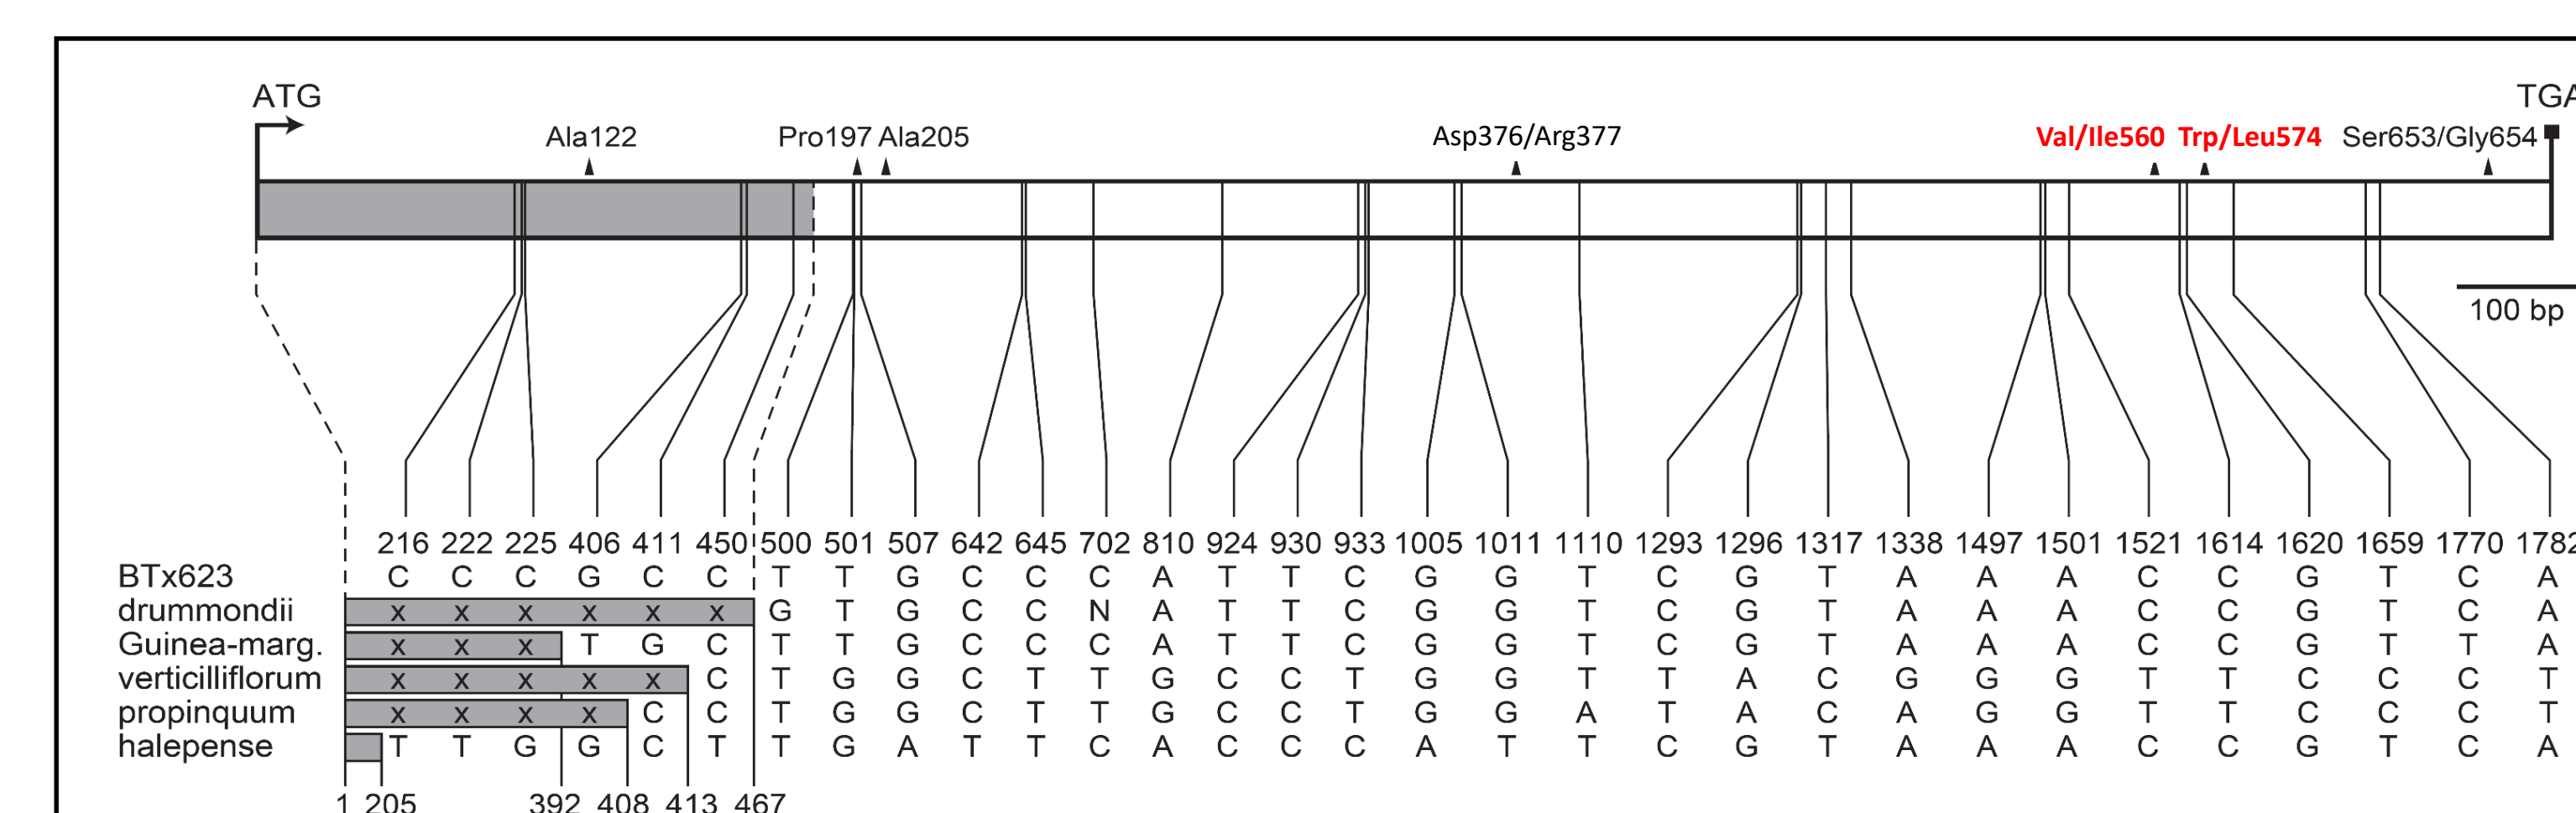 ATG TGA
Ala122 Pro197 Ala205 Asp376/Arg377 Val/Ile560 Trp/Leu574 Ser653/Gly654
100 bp
216 222 225 406 411 450 500 501 507 642 645 702 810 924 930 933 1005 1011 1110 1293 1296 1317 1338 1497 1501 1521 1614 1620 1659 1770 1782
BTx623 C C C G C C T T G C C C A T T C G G T C G T A A A C C G T C A
drummondii x x x x x x G T G C C N A T T C G G T C G T A A A C C G T C A
Guinea-marg. x x x T G C T T G C C C A T T C G G T C G T A A A C C G T T A
verticilliflorum x x x x x C T G G C T T G C C T G G T T A C G G G T T C C C T
propinquum x x x x C C T G G C T T G C C T G G A T A C A G G T T C C C T
halepense T T G G C T T G A T T C A C C C A T T C G T A A A C C G T C A
1 205 392 408 413 467